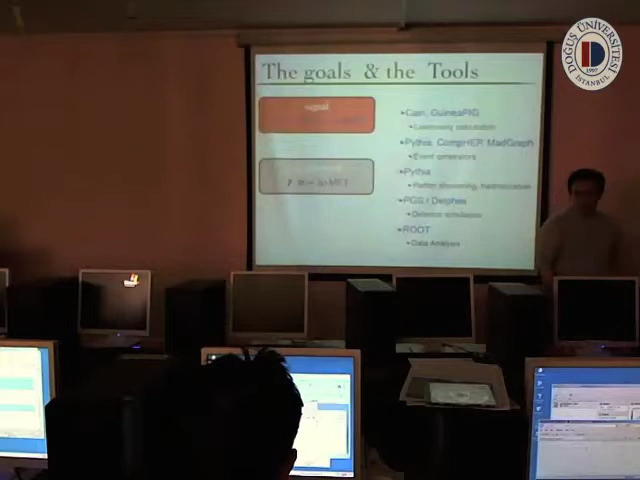 The goals & the Tools
signal
Cain, GuineaPIG
Luminosity calculation
Pythia, CompHEP, MadGraph
Event generators
Pythia
Parton showering, hadronization
PGS / Delphes
Detector simulation
ROOT
Data Analysis
DOĞUŞ ÜNİVERSİTESİ
1997
İSTANBUL